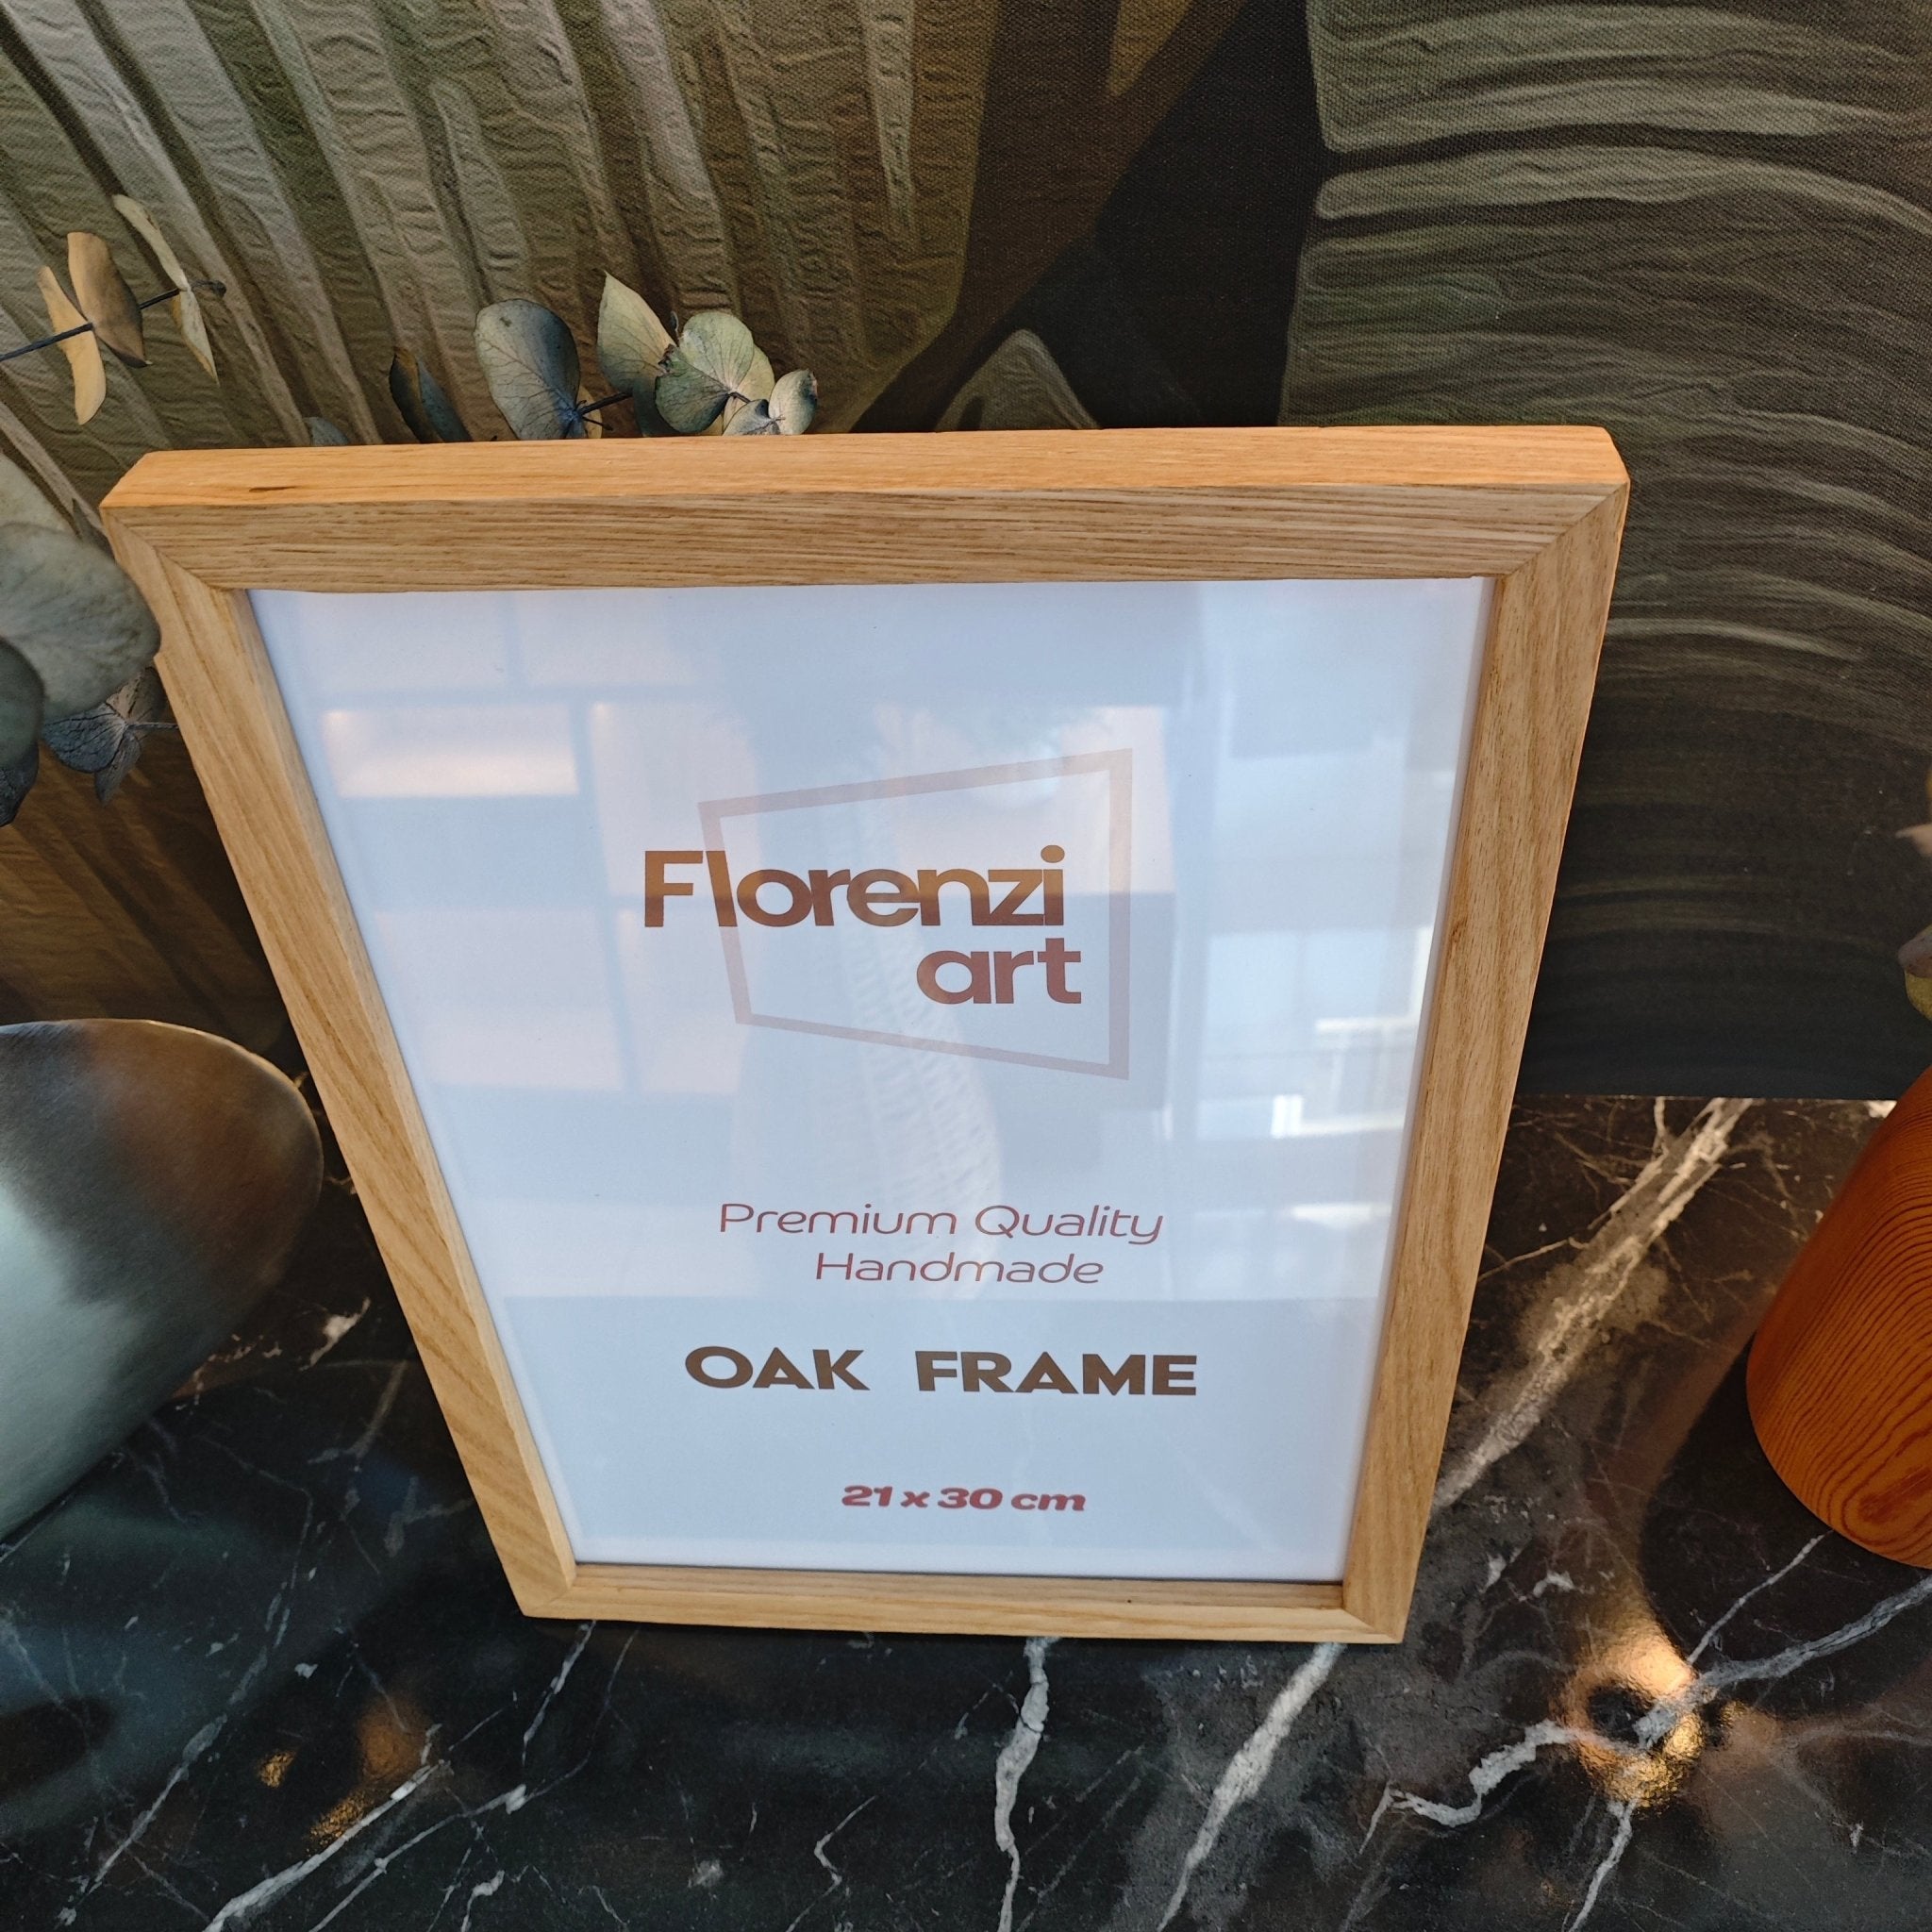 Florenzi
art
Premium Quality
Handmade
OAK FRAME
21 x 30 cm